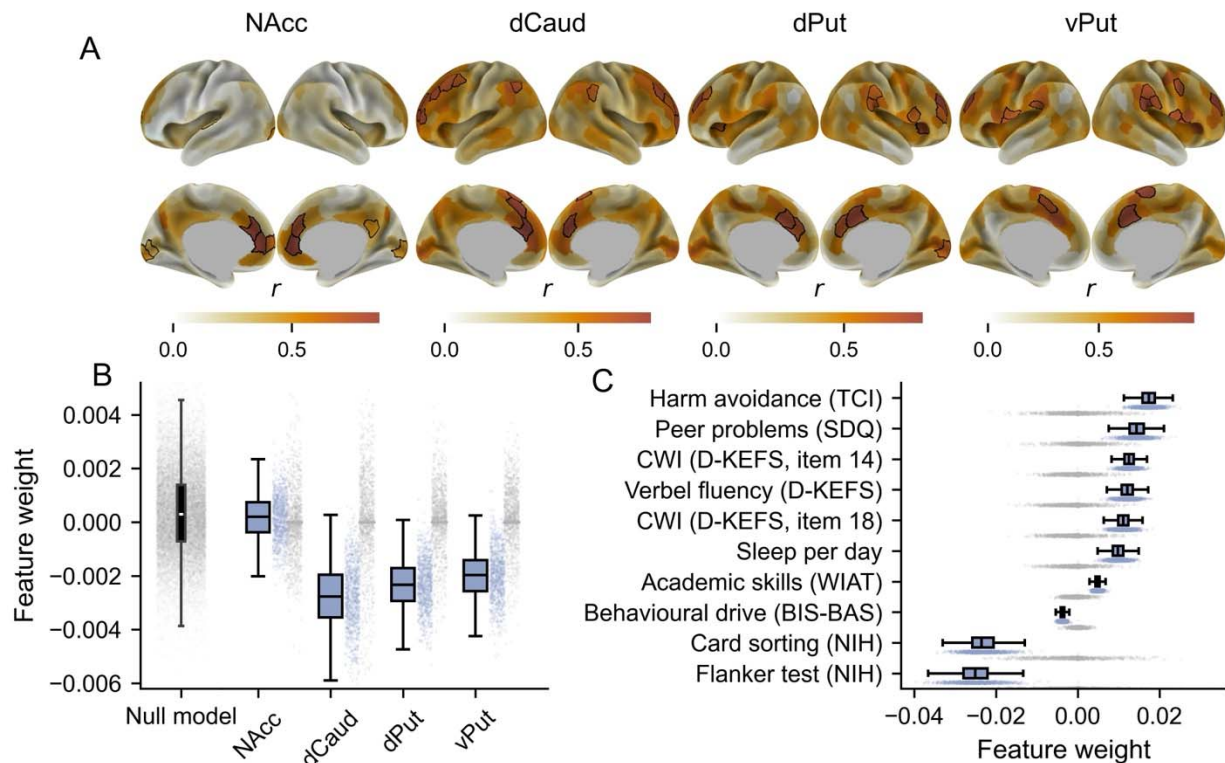 NAcc dCaud dPut vPut
A
r r r r
0.0 0.5 0.0 0.5 0.0 0.5 0.0 0.5
B
Feature weight
0.004
0.002
0.000
−0.002
−0.004
−0.006
Null model NAcc dCaud dPut vPut
C
Harm avoidance (TCI)
Peer problems (SDQ)
CWI (D-KEFS, item 14)
Verbel fluency (D-KEFS)
CWI (D-KEFS, item 18)
Sleep per day
Academic skills (WIAT)
Behavioural drive (BIS-BAS)
Card sorting (NIH)
Flanker test (NIH)
−0.04 −0.02 0.00 0.02
Feature weight